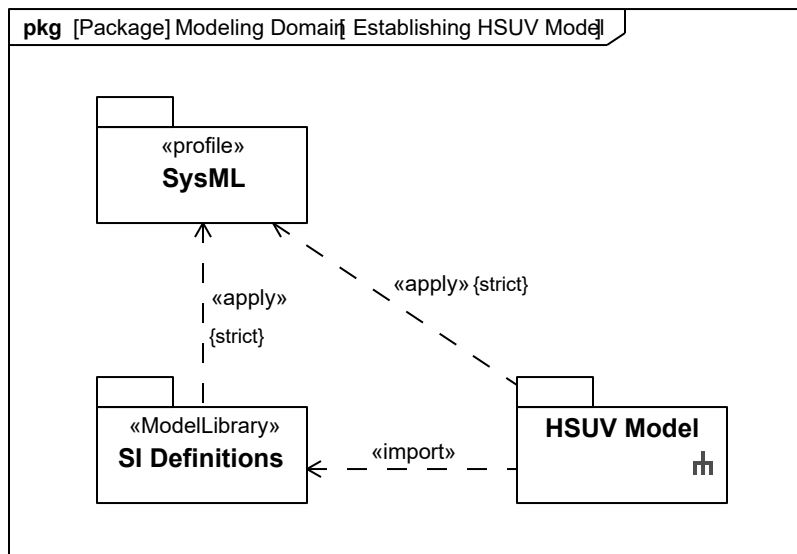 pkg [Package] Modeling Domain[ Establishing HSUV Model]
«profile»
SysML
«apply» {strict}
«apply»
{strict}
«ModelLibrary»
SI Definitions
«import»
HSUV Model